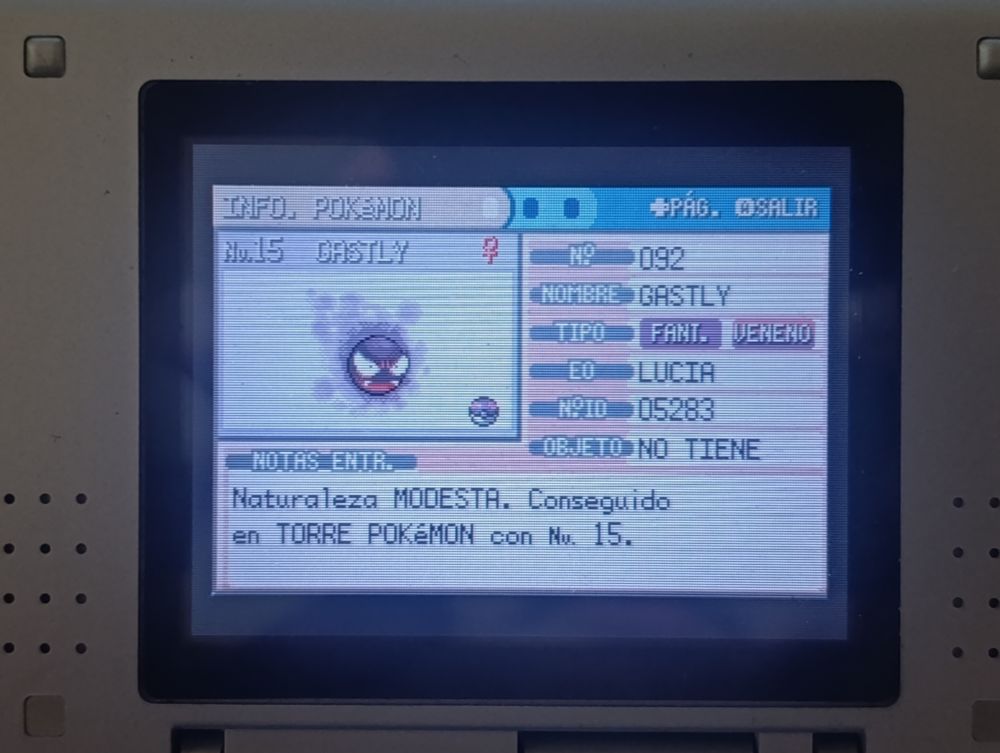 INFO. POKéMON
PÁG. SALIR
Nv.15 GASTLY ♀
Nº 092
NOMBRE GASTLY
TIPO FANT. VENENO
EO LUCIA
NºID 05283
OBJETO NO TIENE
NOTAS ENTR.
Naturaleza MODESTA. Conseguido
en TORRE POKéMON con Nv. 15.